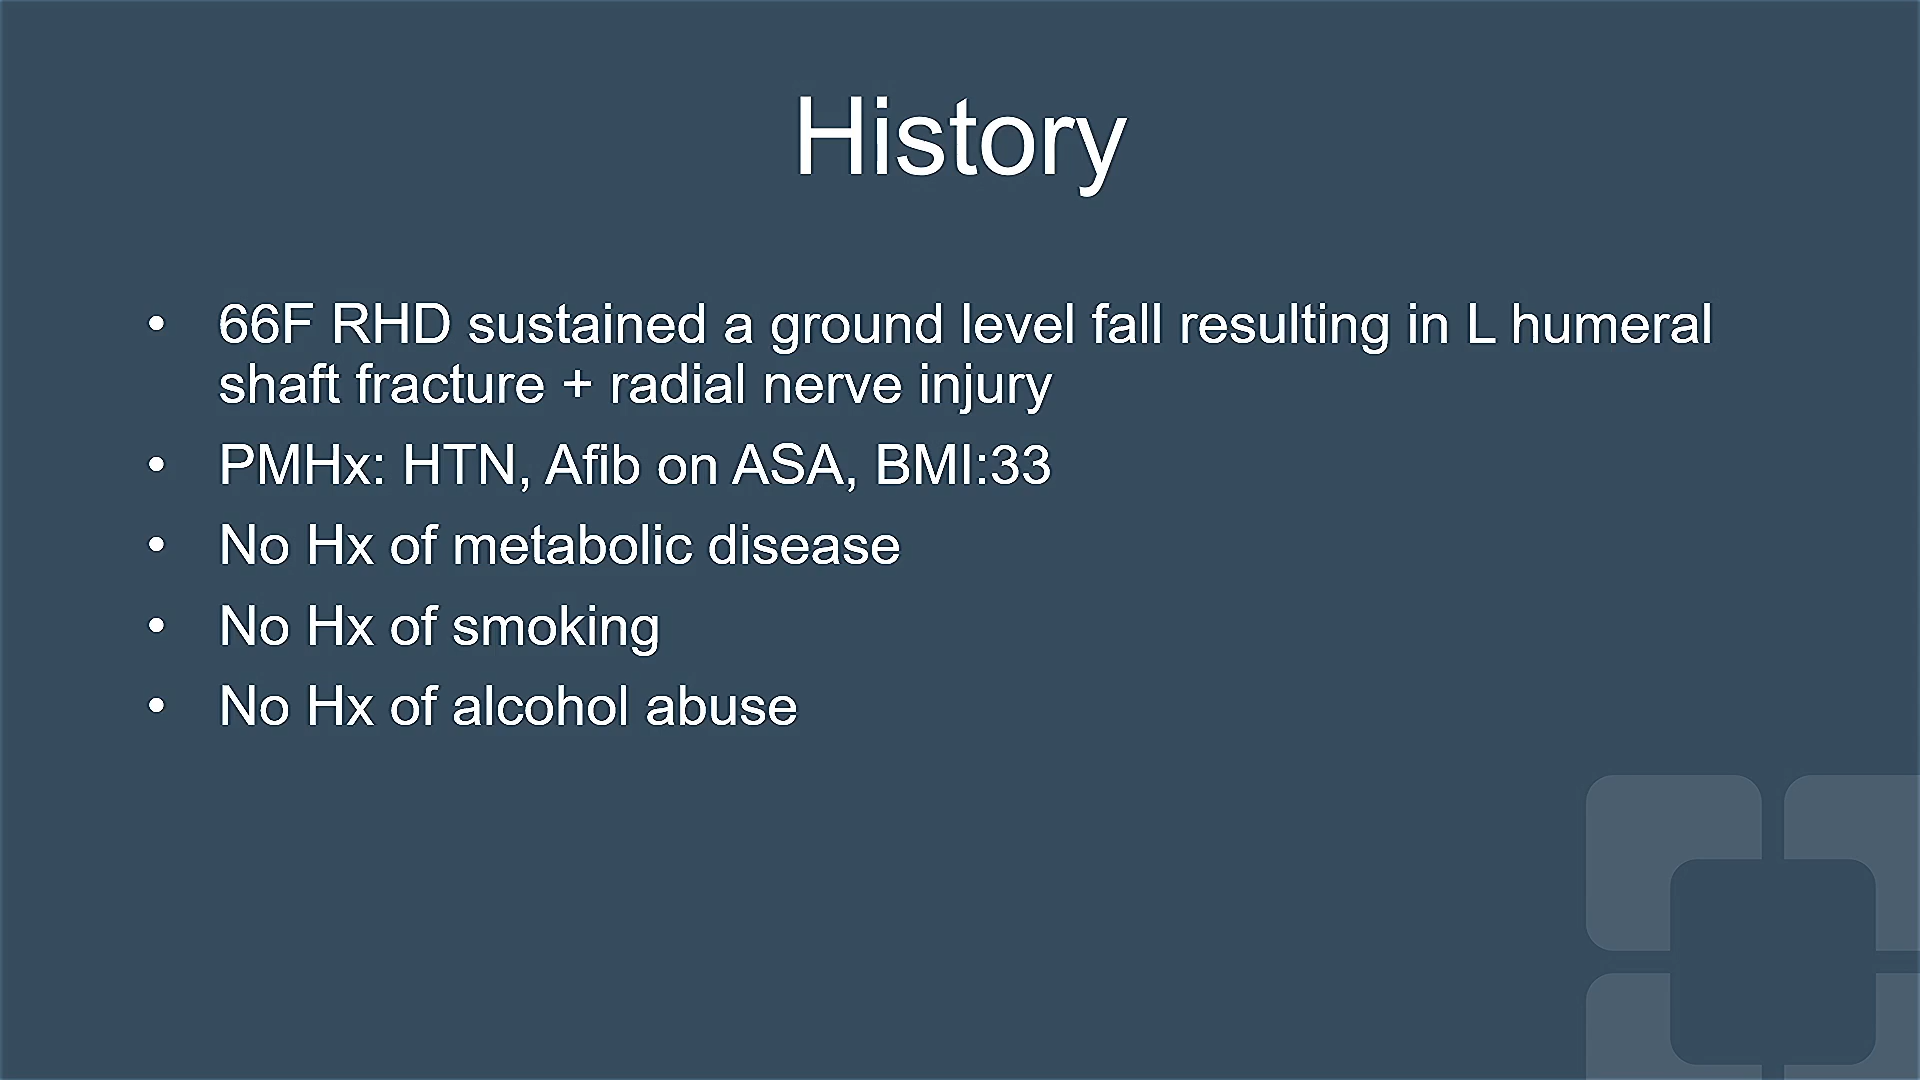 History
• 66F RHD sustained a ground level fall resulting in L humeral
shaft fracture + radial nerve injury
• PMHx: HTN, Afib on ASA, BMI:33
• No Hx of metabolic disease
• No Hx of smoking
• No Hx of alcohol abuse